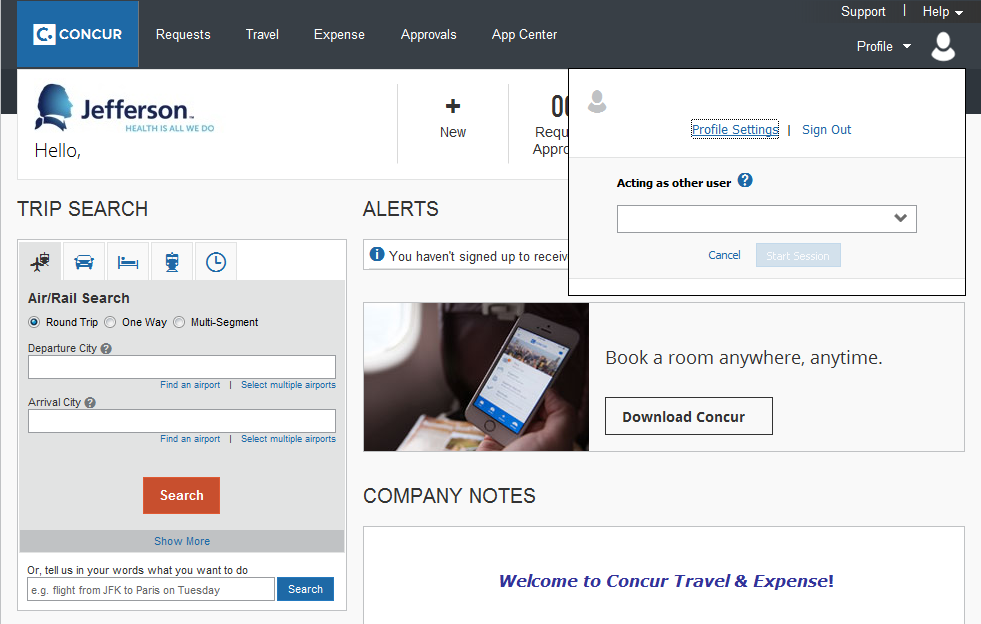 Support | Help
C. CONCUR Requests Travel Expense Approvals App Center Profile
Jefferson™
HEALTH IS ALL WE DO
Hello,
+
New
Requ
Appro
Profile Settings | Sign Out
Acting as other user ?
Cancel Start Session
TRIP SEARCH
Air/Rail Search
Round Trip One Way Multi-Segment
Departure City ?
Find an airport | Select multiple airports
Arrival City ?
Find an airport | Select multiple airports
Search
Show More
Or, tell us in your words what you want to do
e.g. flight from JFK to Paris on Tuesday Search
ALERTS
You haven't signed up to receiv
Book a room anywhere, anytime.
Download Concur
COMPANY NOTES
Welcome to Concur Travel & Expense!